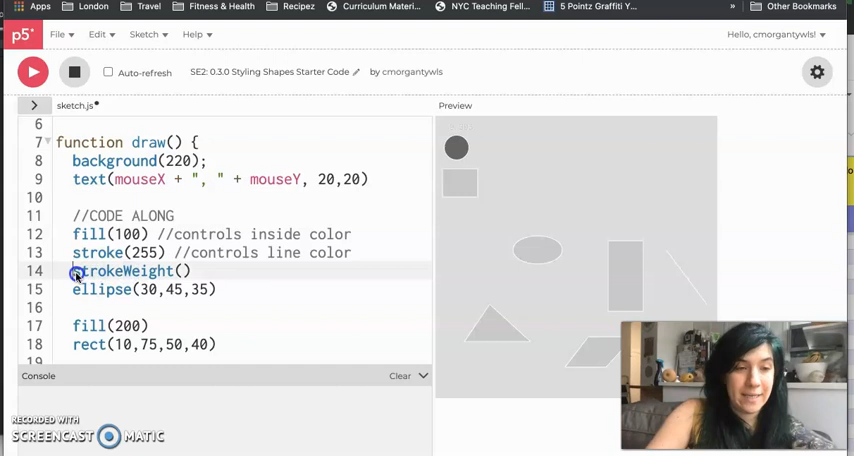 Apps London Travel Fitness & Health Recipez Curriculum Materi... NYC Teaching Fell... 5 Pointz Graffiti Y... » Other Bookmarks
p5* File Edit Sketch Help Hello, cmorgantywls!
Auto-refresh SE2: 0.3.0 Styling Shapes Starter Code by cmorgantywls
> sketch.js Preview
6
7 function draw() {
8 background(220);
9 text(mouseX + ", " + mouseY, 20,20)
10
11 //CODE ALONG
12 fill(100) //controls inside color
13 stroke(255) //controls line color
14 strokeWeight()
15 ellipse(30,45,35)
16
17 fill(200)
18 rect(10,75,50,40)
19
Console Clear
RECORDED WITH
SCREENCAST MATIC